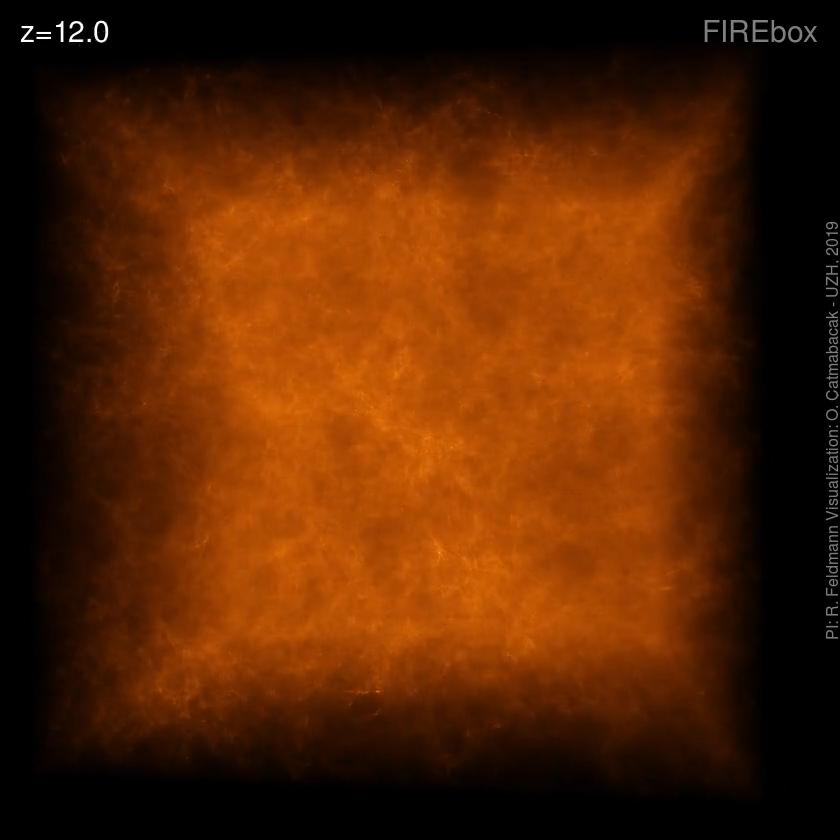 z=12.0
FIREbox
PI: R. Feldmann Visualization: O. Catmabacak - UZH, 2019